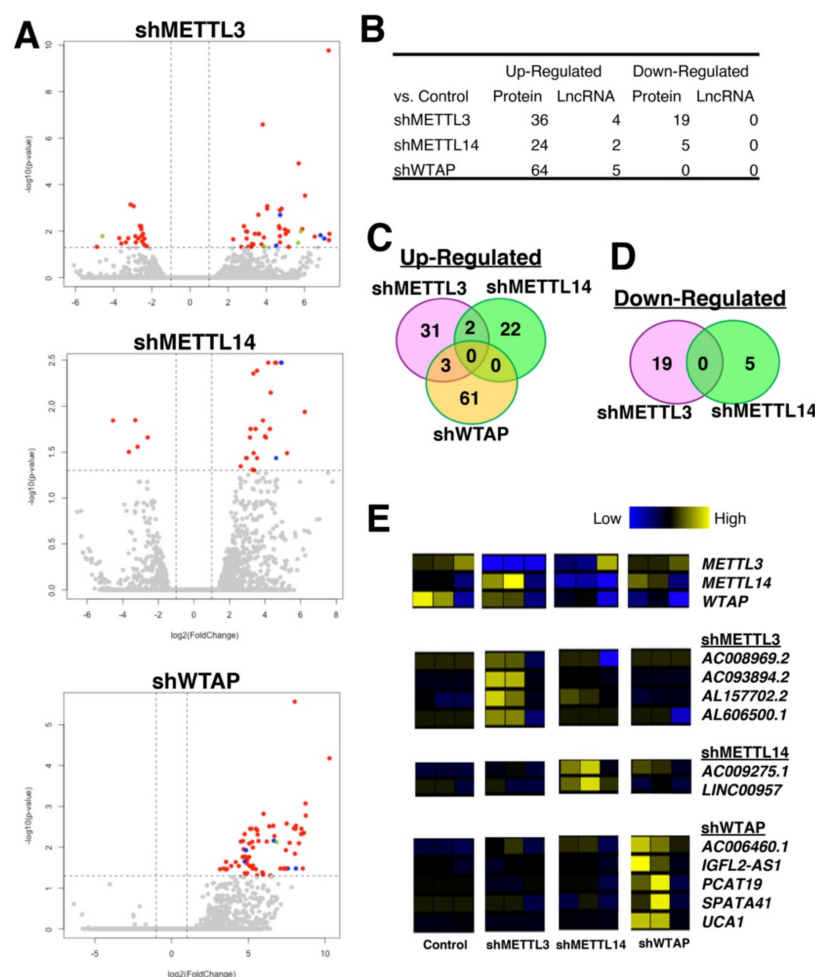 A
shMETTL3
10
8
6
4
2
0
-log10(p-value)
-6 -4 -2 0 2 4 6
shMETTL14
2.5
2.0
1.5
1.0
0.5
0.0
-log10(p-value)
-6 -4 -2 0 2 4 6 8
log2(FoldChange)
shWTAP
5
4
3
2
1
0
-log10(p-value)
-5 0 5 10
log2(FoldChange)
B
Up-Regulated Down-Regulated
vs. Control Protein LncRNA Protein LncRNA
shMETTL3 36 4 19 0
shMETTL14 24 2 5 0
shWTAP 64 5 0 0
C
Up-Regulated
shMETTL3
shMETTL14
31 2 22
0
3 0
61
shWTAP
D
Down-Regulated
19 0 5
shMETTL3
shMETTL14
E
Low High
METTL3
METTL14
WTAP
shMETTL3
AC008969.2
AC093894.2
AL157702.2
AL606500.1
shMETTL14
AC009275.1
LINC00957
shWTAP
AC006460.1
IGFL2-AS1
PCAT19
SPATA41
UCA1
Control shMETTL3 shMETTL14 shWTAP